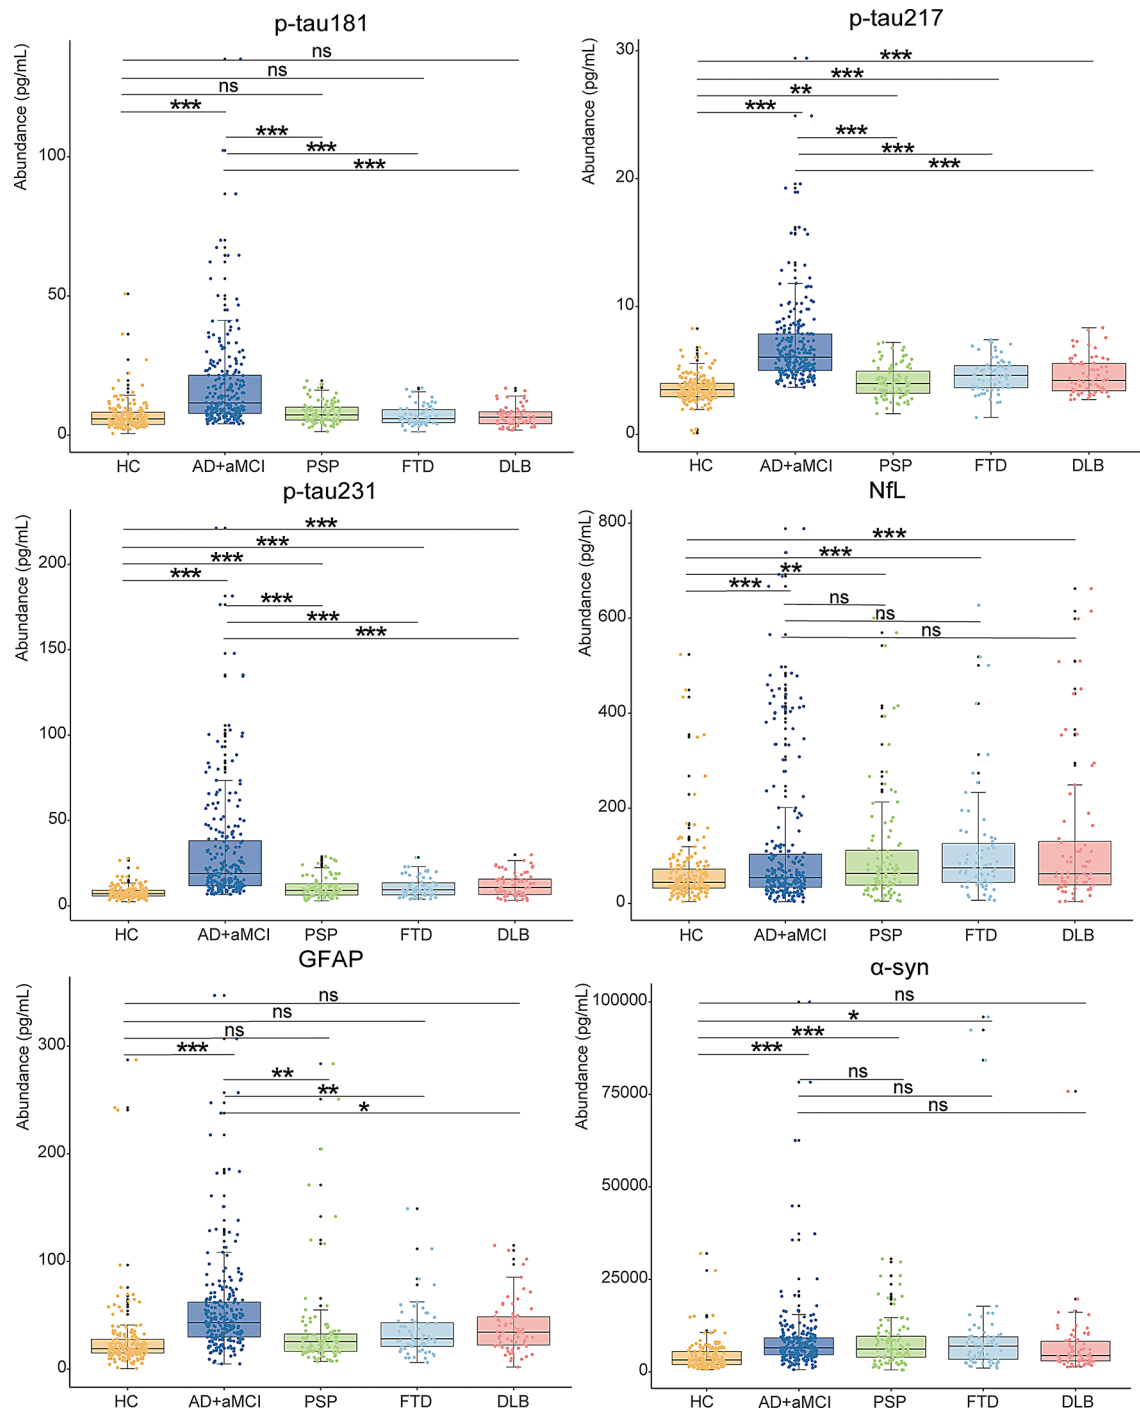 p-tau181
Abundance (pg/mL)
100
50
0
ns
ns
ns
***
***
***
***
HC AD+aMCI PSP FTD DLB
p-tau217
Abundance (pg/mL)
30
20
10
0
***
***
**
***
***
***
***
HC AD+aMCI PSP FTD DLB
p-tau231
Abundance (pg/mL)
200
150
100
50
0
***
***
***
***
***
***
***
HC AD+aMCI PSP FTD DLB
NfL
Abundance (pg/mL)
800
600
400
200
0
***
***
**
***
ns
ns
ns
HC AD+aMCI PSP FTD DLB
GFAP
Abundance (pg/mL)
300
200
100
0
ns
ns
ns
***
**
**
*
HC AD+aMCI PSP FTD DLB
α-syn
Abundance (pg/mL)
100000
75000
50000
25000
0
ns
*
***
***
ns
ns
ns
HC AD+aMCI PSP FTD DLB